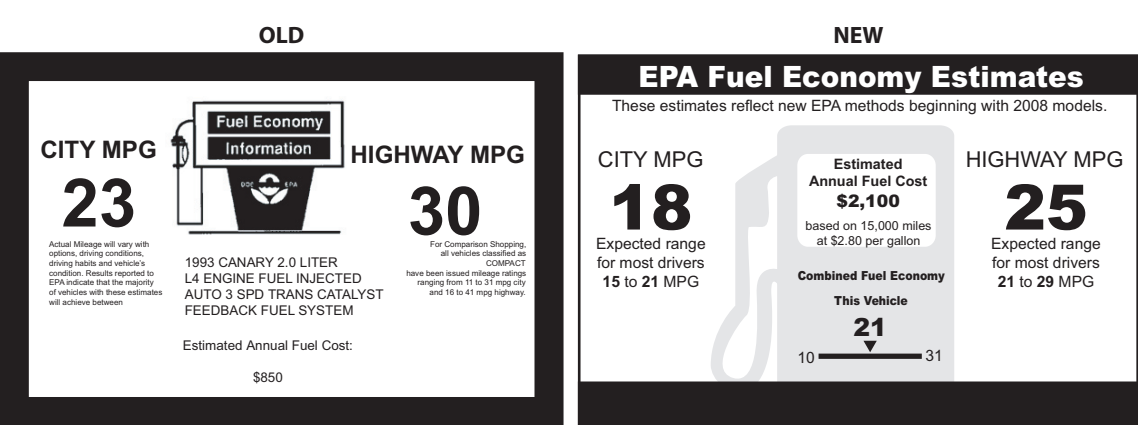 OLD
CITY MPG
23
Actual Mileage will vary with
options, driving conditions,
driving habits and vehicle's
condition. Results reported to
EPA indicate that the majority
of vehicles with these estimates
will achieve between
Fuel Economy
Information
DOE EPA
HIGHWAY MPG
30
For Comparison Shopping,
all vehicles classified as
COMPACT
have been issued mileage ratings
ranging from 11 to 31 mpg city
and 16 to 41 mpg highway.
1993 CANARY 2.0 LITER
L4 ENGINE FUEL INJECTED
AUTO 3 SPD TRANS CATALYST
FEEDBACK FUEL SYSTEM
Estimated Annual Fuel Cost:
$850
NEW
EPA Fuel Economy Estimates
These estimates reflect new EPA methods beginning with 2008 models.
CITY MPG
18
Expected range
for most drivers
15 to 21 MPG
Estimated
Annual Fuel Cost
$2,100
based on 15,000 miles
at $2.80 per gallon
Combined Fuel Economy
This Vehicle
21
10 31
HIGHWAY MPG
25
Expected range
for most drivers
21 to 29 MPG